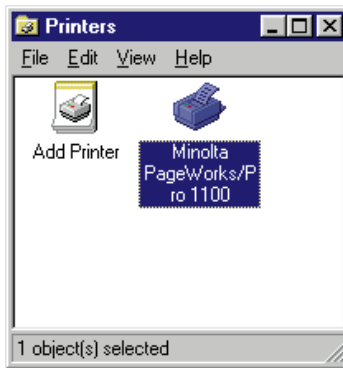 Printers
File Edit View Help
Add Printer
Minolta
PageWorks/P
ro 1100
1 object(s) selected